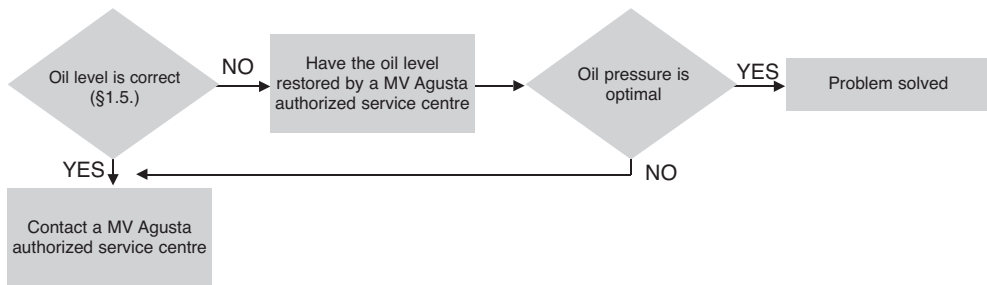 Oil level is correct
(§1.5.)
NO
Have the oil level
restored by a MV Agusta
authorized service centre
Oil pressure is
optimal
YES
Problem solved
YES
NO
Contact a MV Agusta
authorized service centre